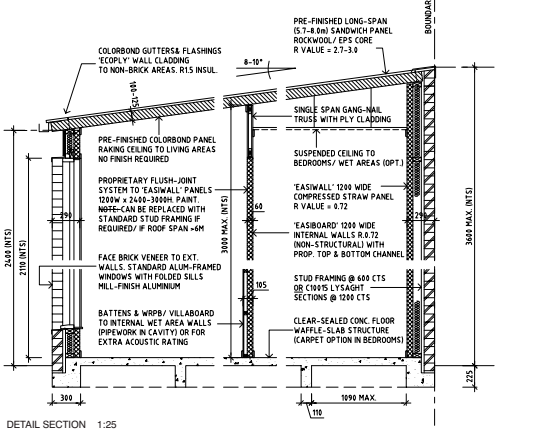 BOUNDAR
PRE-FINISHED LONG-SPAN
(5.7-8.0m) SANDWICH PANEL
ROCKWOOL/ EPS CORE
R VALUE = 2.7-3.0
COLORBOND GUTTERS& FLASHINGS
'ECOPLY' WALL CLADDING
TO NON-BRICK AREAS. R1.5 INSUL.
8-10°
100-125
SINGLE SPAN GANG-NAIL
TRUSS WITH PLY CLADDING
PRE-FINISHED COLORBOND PANEL
RAKING CEILING TO LIVING AREAS
NO FINISH REQUIRED
SUSPENDED CEILING TO
BEDROOMS/ WET AREAS (OPT.)
PROPRIETARY FLUSH-JOINT
SYSTEM TO 'EASIWALL' PANELS
1200W x 2400-3000H. PAINT.
NOTE: CAN BE REPLACED WITH
STANDARD STUD FRAMING IF
REQUIRED/ IF ROOF SPAN >6M
'EASIWALL' 1200 WIDE
COMPRESSED STRAW PANEL
R VALUE = 0.72
290
60
290
2400 (NTS)
2110 (NTS)
3000 MAX. (NTS)
3600 MAX. (NTS)
'EASIBOARD' 1200 WIDE
INTERNAL WALLS R.0.72
(NON-STRUCTURAL) WITH
PROP. TOP & BOTTOM CHANNEL
FACE BRICK VENEER TO EXT.
WALLS. STANDARD ALUM-FRAMED
WINDOWS WITH FOLDED SILLS
MILL-FINISH ALUMINIUM
105
STUD FRAMING @ 600 CTS
OR C10015 LYSAGHT
SECTIONS @ 1200 CTS
BATTENS & WRPB/ VILLABOARD
TO INTERNAL WET AREA WALLS
(PIPEWORK IN CAVITY) OR FOR
EXTRA ACOUSTIC RATING
CLEAR-SEALED CONC. FLOOR
WAFFLE-SLAB STRUCTURE
(CARPET OPTION IN BEDROOMS)
225
300
1090 MAX.
110
DETAIL SECTION 1:25